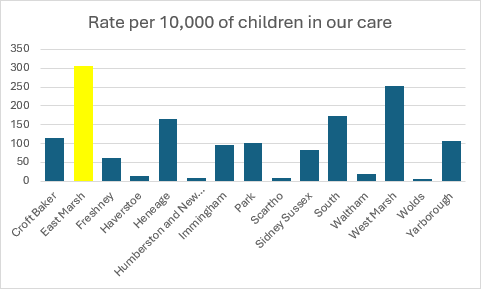 Rate per 10,000 of children in our care
350
300
250
200
150
100
50
0
Croft Baker
East Marsh
Freshney
Haverstoe
Heneage
Humberston and New...
Immingham
Park
Scartho
Sidney Sussex
South
Waltham
West Marsh
Wolds
Yarborough